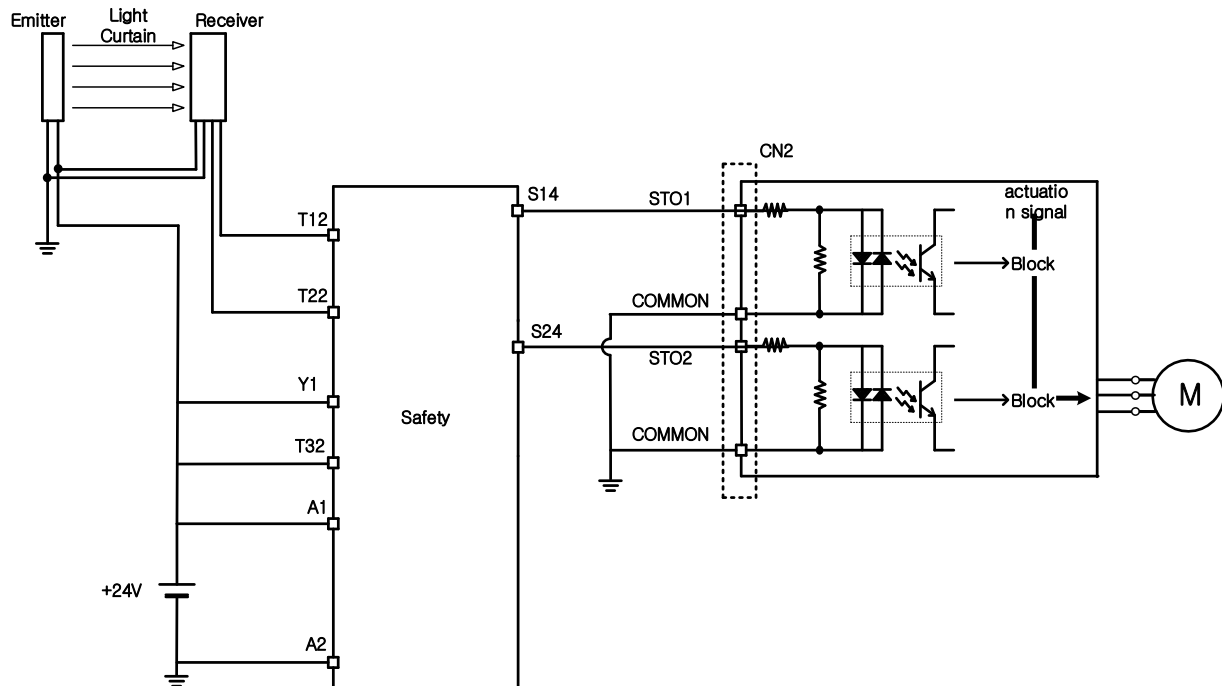 Emitter
Light
Curtain
Receiver
CN2
S14
STO1
actuatio
n signal
T12
Block
T22
COMMON
S24
STO2
Y1
M
Block
Safety
COMMON
T32
A1
+24V
A2